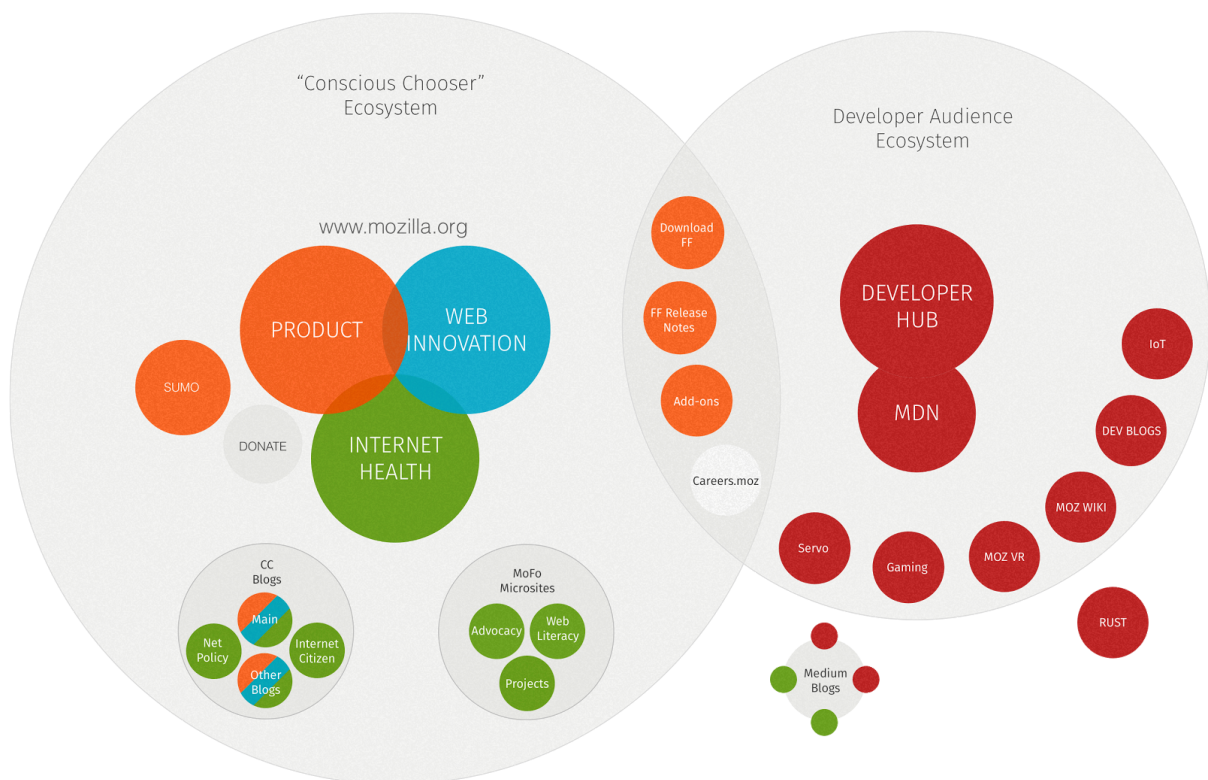 “Conscious Chooser”
Ecosystem
Developer Audience
Ecosystem
www.mozilla.org
PRODUCT
WEB
INNOVATION
INTERNET
HEALTH
SUMO
DONATE
Download
FF
FF Release
Notes
Add-ons
Careers.moz
DEVELOPER
HUB
MDN
IoT
DEV BLOGS
MOZ WIKI
MOZ VR
Gaming
Servo
RUST
CC
Blogs
Main
Net
Policy
Internet
Citizen
Other
Blogs
MoFo
Microsites
Advocacy
Web
Literacy
Projects
Medium
Blogs